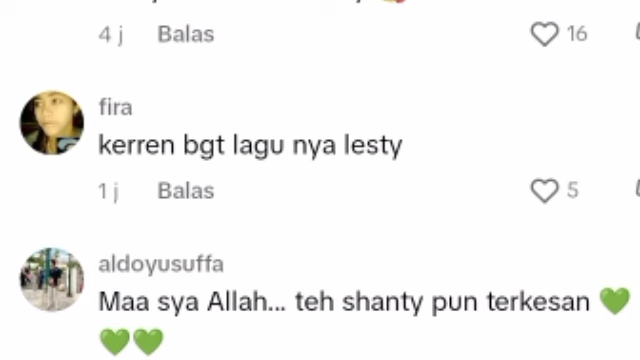 4 j Balas 16
fira
kerren bgt lagu nya lesty
1 j Balas 5
aldoyusuffa
Maa sya Allah... teh shanty pun terkesan 💚
💚💚